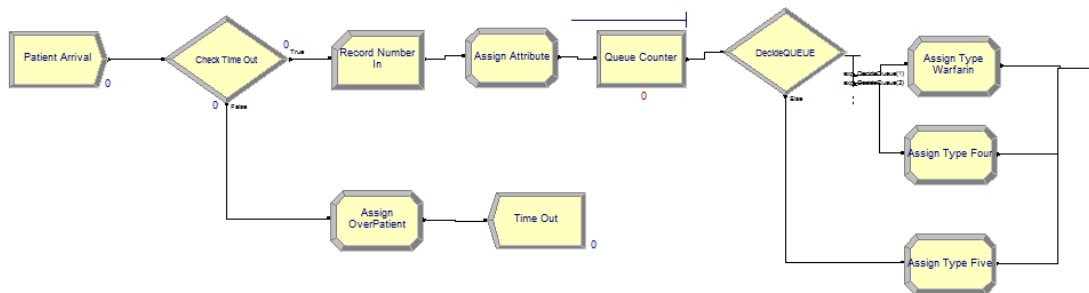 Patient Arrival
0
Check Time Out
0
True
0
False
Record Number
In
Assign Attribute
Queue Counter
0
DecideQUEUE
Else
Assign Type
Warfarin
Assign Type Four
Assign Type Five
Assign
OverPatient
Time Out
0